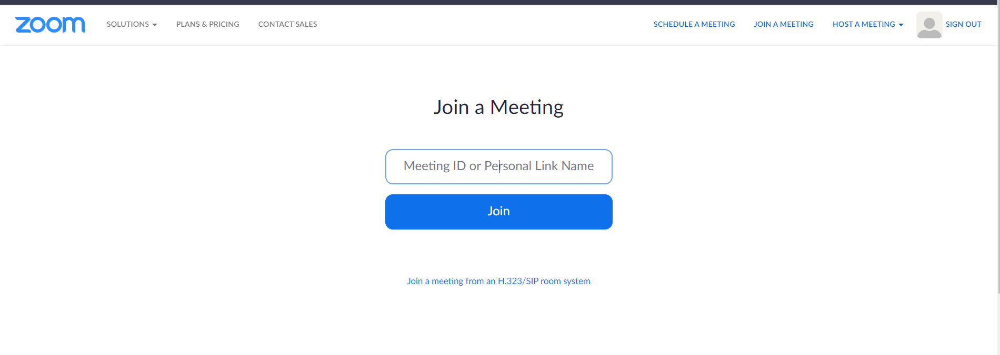 zoom SOLUTIONS PLANS & PRICING CONTACT SALES SCHEDULE A MEETING JOIN A MEETING HOST A MEETING SIGN OUT
Join a Meeting
Meeting ID or Personal Link Name
Join
Join a meeting from an H.323/SIP room system